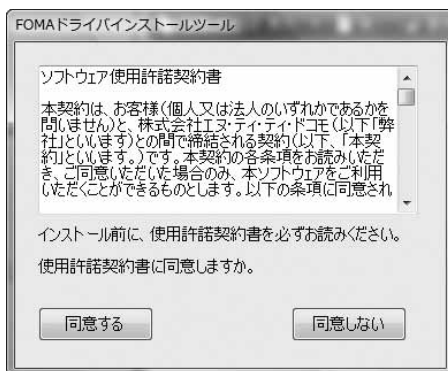 FOMAドライバインストールツール
ソフトウェア使用許諾契約書
本契約は、お客様(個人又は法人のいずれかであるかを
問いません)と、株式会社エヌ・ティ・ティ・ドコモ(以下「弊
社」といいます)との間で締結される契約(以下、「本契
約」といいます。)です。本契約の各条項をお読みいただ
き、ご同意いただいた場合のみ、本ソフトウェアをご利用
いただくことができるものとします。以下の条項に同意され
インストール前に、使用許諾契約書を必ずお読みください。
使用許諾契約書に同意しますか。
同意する
同意しない